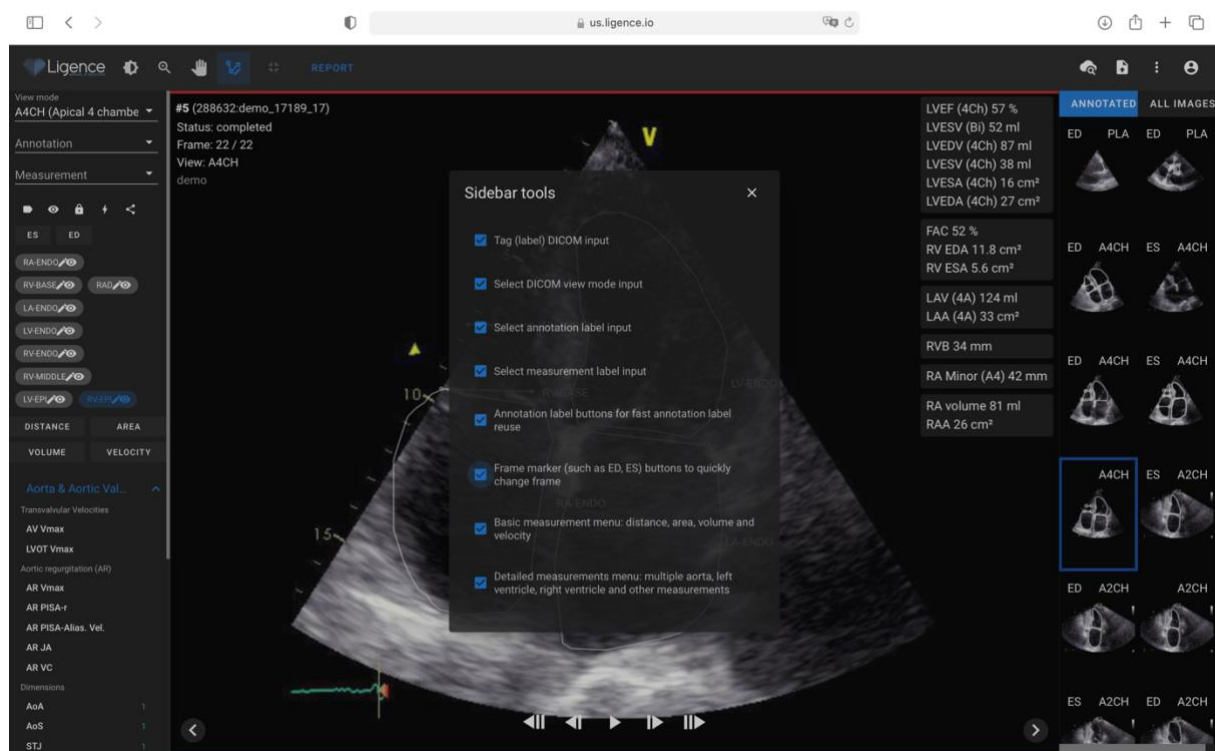 us.ligence.io
Ligence
REPORT
View mode
A4CH (Apical 4 chambe
Annotation
Measurement
ES ED
RA-ENDO
RV-BASE RAD
LA-ENDO
LV-ENDO
RV-ENDO
RV-MIDDLE
LV-EPI RV-EPI
DISTANCE AREA
VOLUME VELOCITY
Aorta & Aortic Val...
Transvalvular Velocities
AV Vmax
LVOT Vmax
Aortic regurgitation (AR)
AR Vmax
AR PISA-r
AR PISA-Alias. Vel.
AR JA
AR VC
Dimensions
AoA 1
AoS 1
STJ 1
#5 (288632:demo_17189_17)
Status: completed
Frame: 22 / 22
View: A4CH
demo
V
10
15
Sidebar tools
Tag (label) DICOM input
Select DICOM view mode input
Select annotation label input
Select measurement label input
Annotation label buttons for fast annotation label
reuse
Frame marker (such as ED, ES) buttons to quickly
change frame
Basic measurement menu: distance, area, volume and
velocity
Detailed measurements menu: multiple aorta, left
ventricle, right ventricle and other measurements
RV-BASE
LV-ENDO
RA-ENDO
LA-ENDO
LVEF (4Ch) 57 %
LVESV (Bi) 52 ml
LVEDV (4Ch) 87 ml
LVESV (4Ch) 38 ml
LVESA (4Ch) 16 cm²
LVEDA (4Ch) 27 cm²
FAC 52 %
RV EDA 11.8 cm²
RV ESA 5.6 cm²
LAV (4A) 124 ml
LAA (4A) 33 cm²
RVB 34 mm
RA Minor (A4) 42 mm
RA volume 81 ml
RAA 26 cm²
ANNOTATED ALL IMAGES
ED PLA ED PLA
ED A4CH ES A4CH
ED A4CH ES A4CH
A4CH ES A2CH
ED A2CH A2CH
ES A2CH ED A2CH